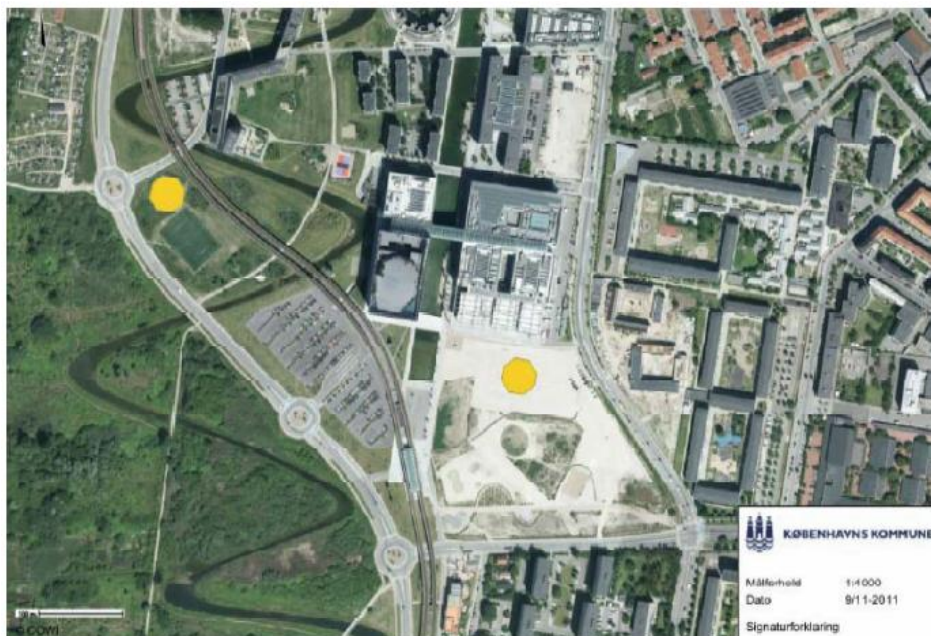 KØBENHAVNS KOMMUNE
Målforhold 1:4000
Dato 9/11-2011
Signaturforklaring
© COWI